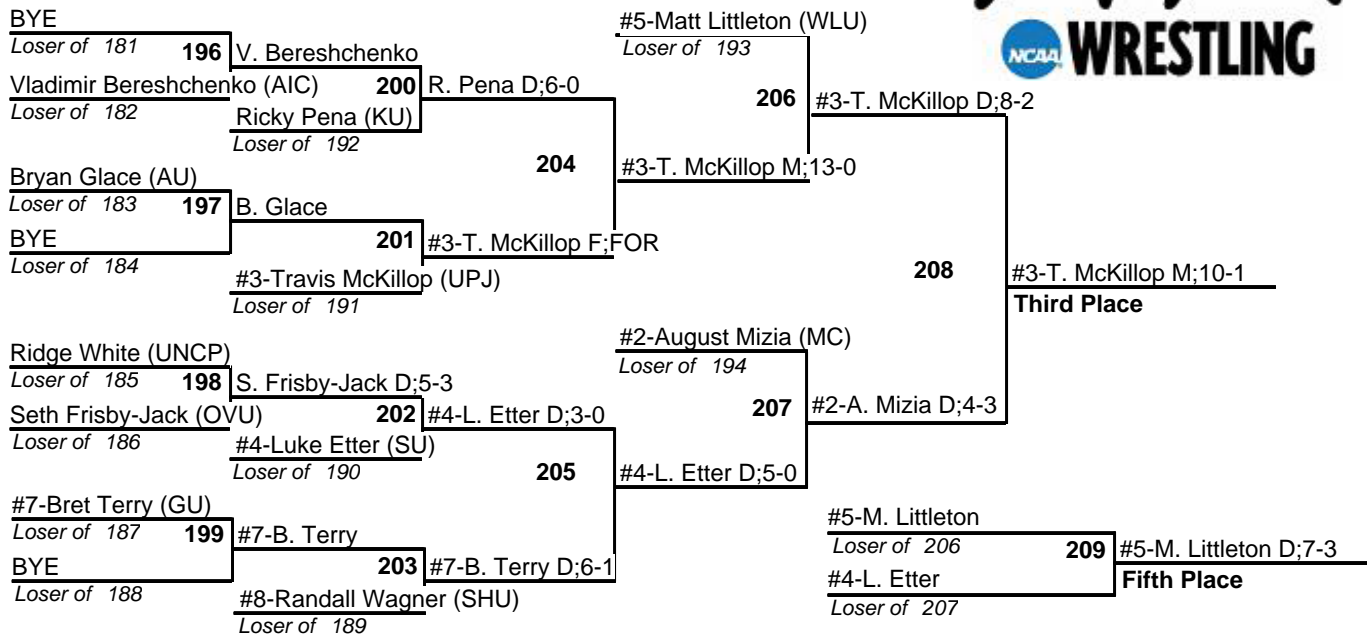 BYE
Loser of 181
196
V. Bereshchenko
Vladimir Bereshchenko (AIC)
Loser of 182
200
R. Pena D;6-0
Ricky Pena (KU)
Loser of 192
Bryan Glace (AU)
Loser of 183
197
B. Glace
BYE
Loser of 184
201
#3-T. McKillop F;FOR
#3-Travis McKillop (UPJ)
Loser of 191
204
#3-T. McKillop M;13-0
#5-Matt Littleton (WLU)
Loser of 193
206
#3-T. McKillop D;8-2
NCAA
WRESTLING
208
#3-T. McKillop M;10-1
Third Place
Ridge White (UNCP)
Loser of 185
198
S. Frisby-Jack D;5-3
Seth Frisby-Jack (OVU)
Loser of 186
202
#4-L. Etter D;3-0
#4-Luke Etter (SU)
Loser of 190
#7-Bret Terry (GU)
Loser of 187
199
#7-B. Terry
BYE
Loser of 188
203
#7-B. Terry D;6-1
#8-Randall Wagner (SHU)
Loser of 189
205
#4-L. Etter D;5-0
#2-August Mizia (MC)
Loser of 194
207
#2-A. Mizia D;4-3
#5-M. Littleton
Loser of 206
209
#5-M. Littleton D;7-3
Fifth Place
#4-L. Etter
Loser of 207